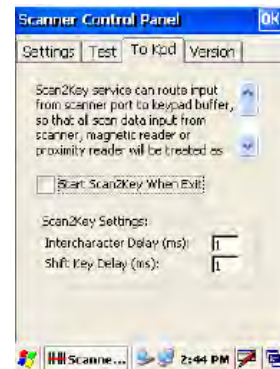 Scanner Control Panel OK
Settings Test To Kpd Version
Scan2Key service can route input
from scanner port to keypad buffer,
so that all scan data input from
scanner, magnetic reader or
proximity reader will be treated as
Start Scan2Key When Exit
Scan2Key Settings:
Intercharacter Delay (ms): 1
Shift Key Delay (ms): 1
Scanne... 2:44 PM